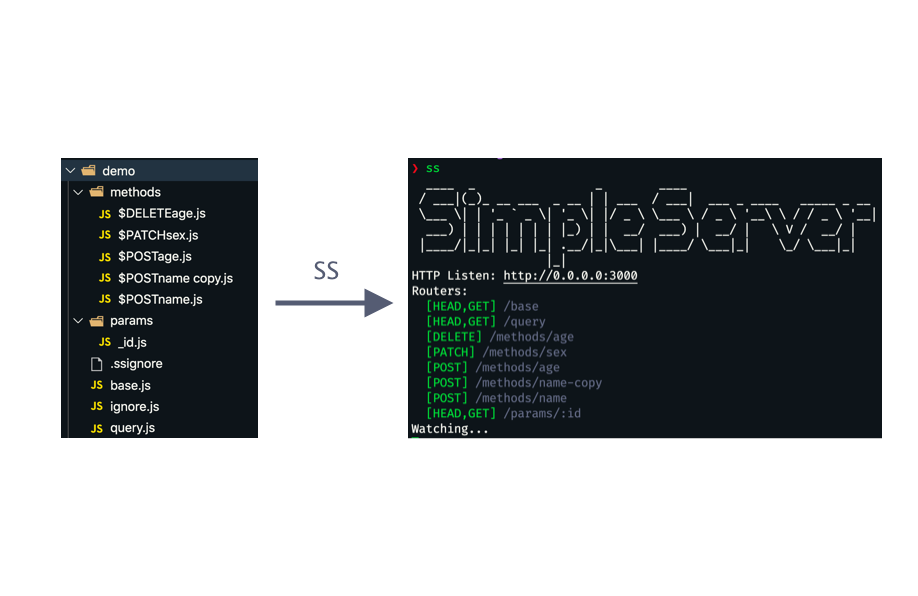 demo
methods
JS $DELETEage.js
JS $PATCHsex.js
JS $POSTage.js
JS $POSTname copy.js
JS $POSTname.js
params
JS _id.js
.ssignore
JS base.js
JS ignore.js
JS query.js
SS
❯ ss
SimpleServer
HTTP Listen: http://0.0.0.0:3000
Routers:
[HEAD,GET] /base
[HEAD,GET] /query
[DELETE] /methods/age
[PATCH] /methods/sex
[POST] /methods/age
[POST] /methods/name-copy
[POST] /methods/name
[HEAD,GET] /params/:id
Watching...